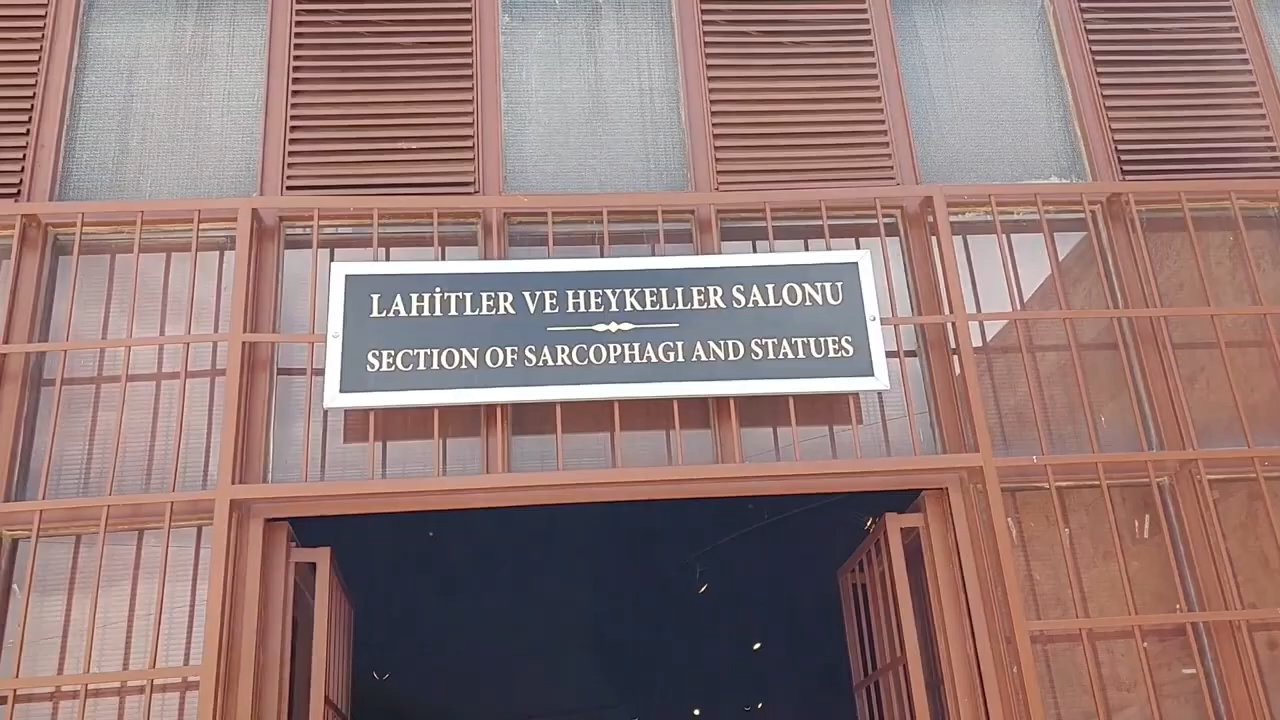 LAHİTLER VE HEYKELLER SALONU
SECTION OF SARCOPHAGI AND STATUES